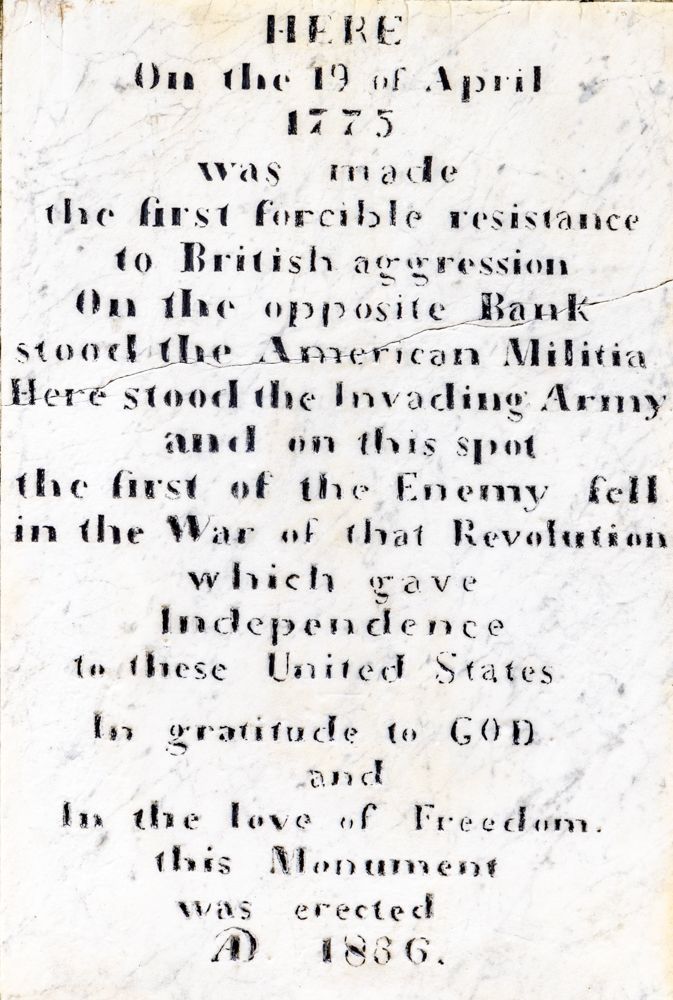 HERE
On the 19 of April
1775
was made
the first forcible resistance
to British aggression
On the opposite Bank
stood the American Militia
Here stood the Invading Army
and on this spot
the first of the Enemy fell
in the War of that Revolution
which gave
Independence
to these United States
In gratitude to GOD
and
In the love of Freedom.
this Monument
was erected
AD. 1836.